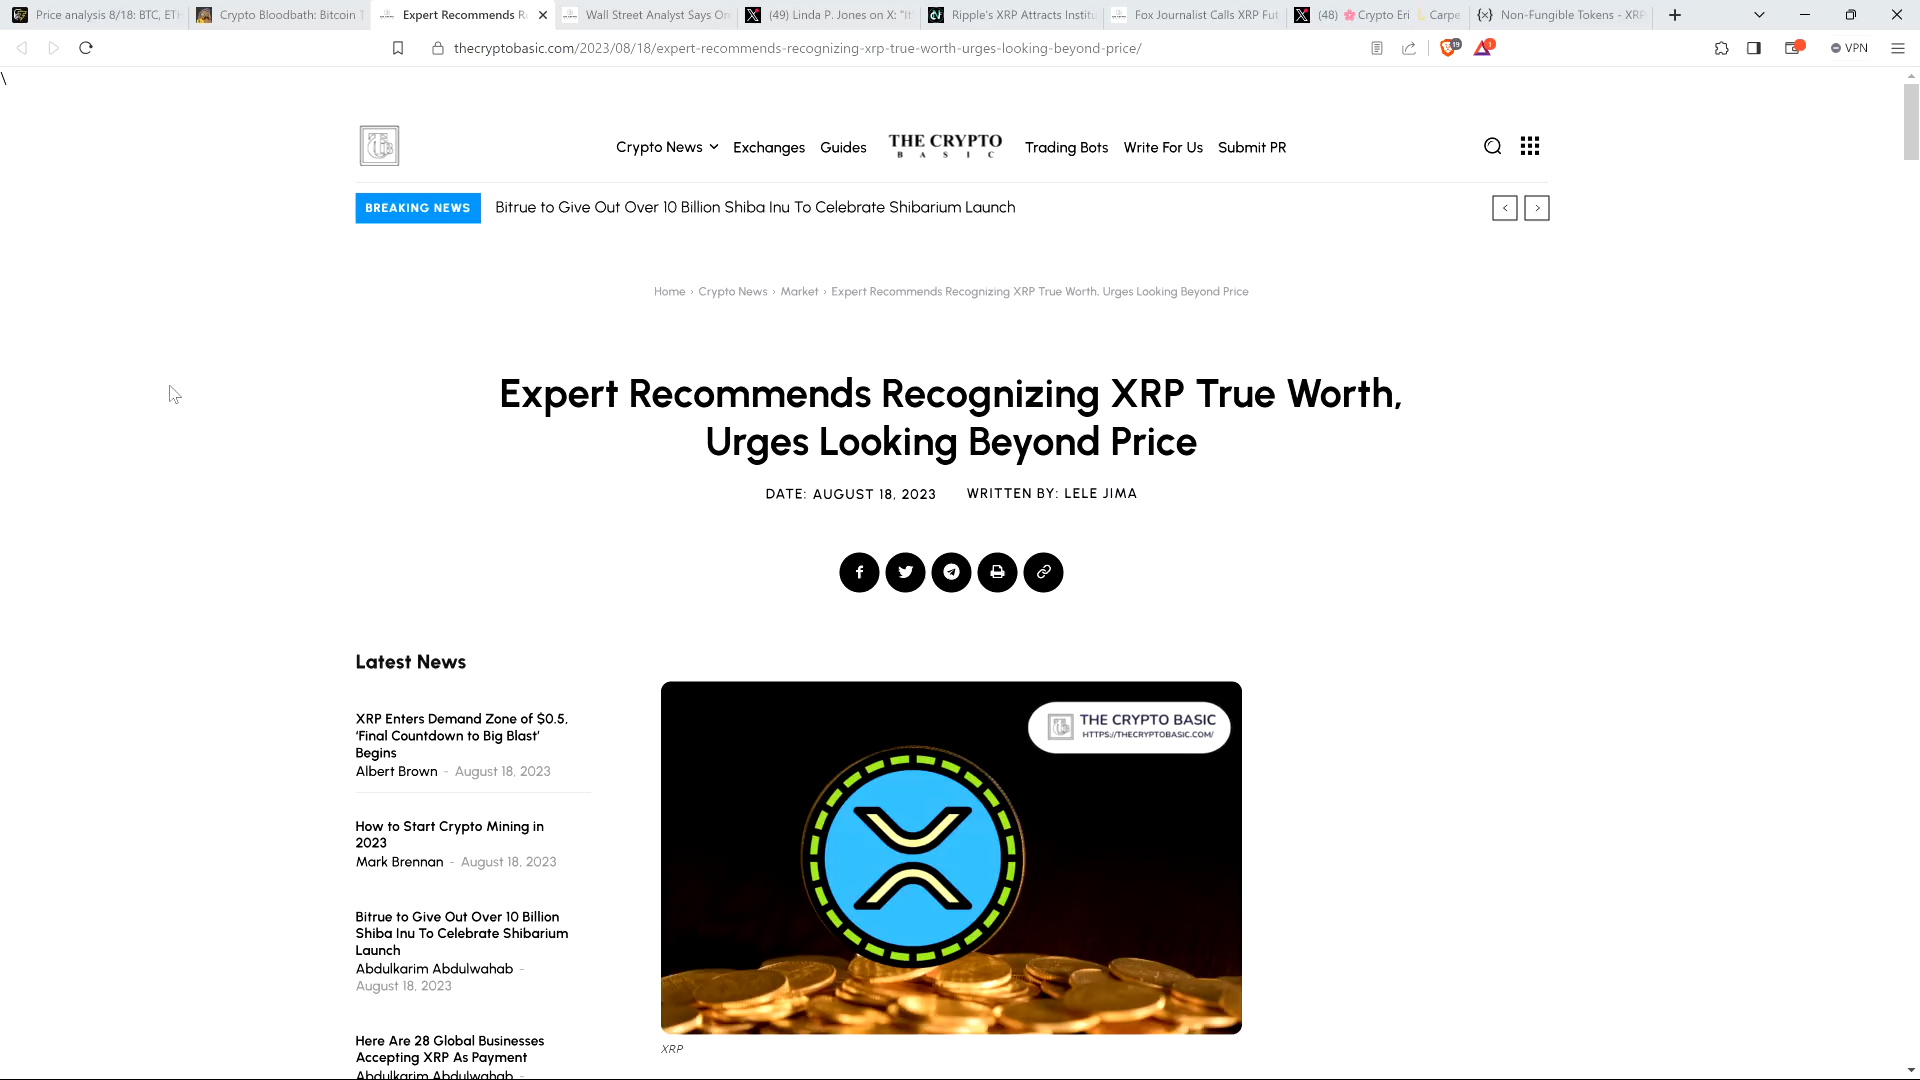 Price analysis 8/18: BTC, ETH
Crypto Bloodbath: Bitcoin T
Expert Recommends R
Wall Street Analyst Says On
(49) Linda P. Jones on X: "It
Ripple's XRP Attracts Institu
Fox Journalist Calls XRP Fut
(48) 🌸Crypto Eri 🌜Carpe
{x} Non-Fungible Tokens - XRP
thecryptobasic.com/2023/08/18/expert-recommends-recognizing-xrp-true-worth-urges-looking-beyond-price/
19
1
VPN
\
Crypto News
Exchanges
Guides
THE CRYPTO
BASIC
Trading Bots
Write For Us
Submit PR
BREAKING NEWS
Bitrue to Give Out Over 10 Billion Shiba Inu To Celebrate Shibarium Launch
Home › Crypto News › Market › Expert Recommends Recognizing XRP True Worth, Urges Looking Beyond Price
Expert Recommends Recognizing XRP True Worth,
Urges Looking Beyond Price
DATE: AUGUST 18, 2023
WRITTEN BY: LELE JIMA
Latest News
XRP Enters Demand Zone of $0.5,
'Final Countdown to Big Blast'
Begins
Albert Brown - August 18, 2023
How to Start Crypto Mining in
2023
Mark Brennan - August 18, 2023
Bitrue to Give Out Over 10 Billion
Shiba Inu To Celebrate Shibarium
Launch
Abdulkarim Abdulwahab -
August 18, 2023
Here Are 28 Global Businesses
Accepting XRP As Payment
Abdulkarim Abdulwahab -
THE CRYPTO BASIC
HTTPS://THECRYPTOBASIC.COM/
XRP